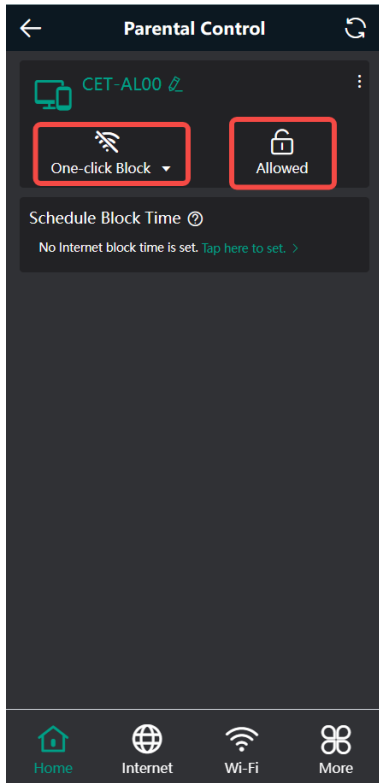 Parental Control
CET-AL00
One-click Block
Allowed
Schedule Block Time
No Internet block time is set. Tap here to set. >
Home Internet Wi-Fi More